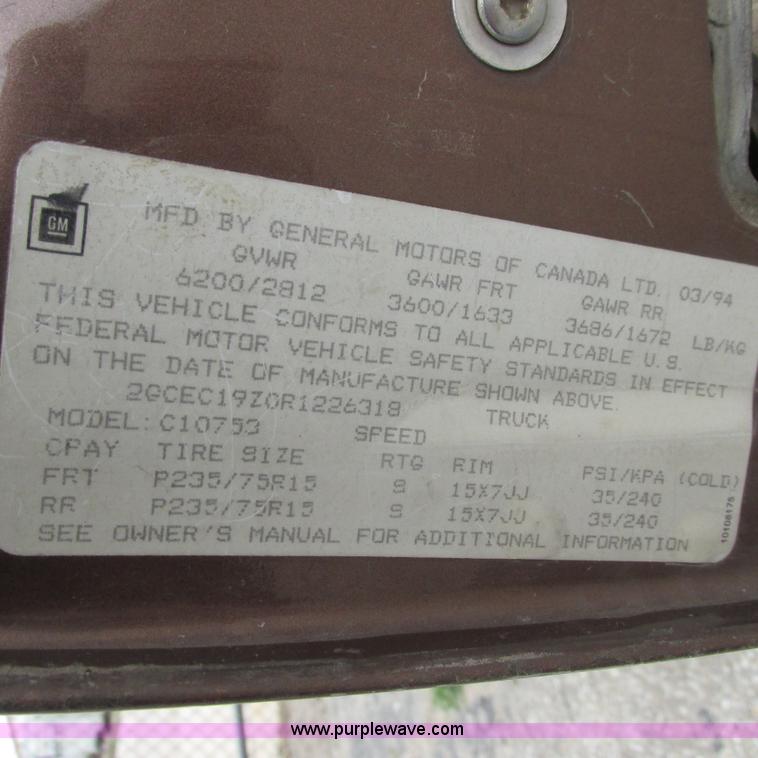 GM
MFD BY GENERAL MOTORS OF CANADA LTD. 03/94
GVWR GAWR FRT GAWR RR
6200/2812 3600/1633 3686/1672 LB/KG
THIS VEHICLE CONFORMS TO ALL APPLICABLE U.S.
FEDERAL MOTOR VEHICLE SAFETY STANDARDS IN EFFECT
ON THE DATE OF MANUFACTURE SHOWN ABOVE.
2GCEC19Z0R1226318 TRUCK
MODEL: C10753
SPEED
CPAY TIRE SIZE RTG RIM PSI/KPA (COLD)
FRT P235/75R15 S 15X7JJ 35/240
RR P235/75R15 S 15X7JJ 35/240
SEE OWNER'S MANUAL FOR ADDITIONAL INFORMATION
10106175
www.purplewave.com